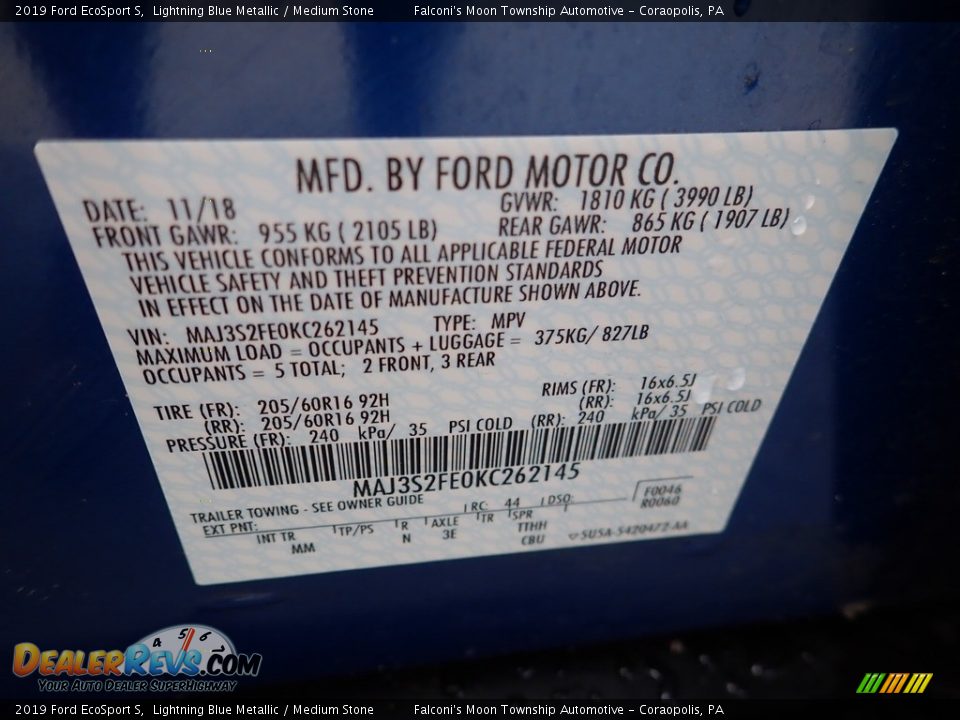 2019 Ford EcoSport S,  Lightning Blue Metallic / Medium Stone     Falconi's Moon Township Automotive - Coraopolis, PA
MFD. BY FORD MOTOR CO.
DATE: 11/18     GVWR: 1810 KG ( 3990 LB)
FRONT GAWR: 955 KG ( 2105 LB)     REAR GAWR: 865 KG ( 1907 LB)
THIS VEHICLE CONFORMS TO ALL APPLICABLE FEDERAL MOTOR
VEHICLE SAFETY AND THEFT PREVENTION STANDARDS
IN EFFECT ON THE DATE OF MANUFACTURE SHOWN ABOVE.
VIN: MAJ3S2FE0KC262145     TYPE: MPV
MAXIMUM LOAD = OCCUPANTS + LUGGAGE = 375KG/ 827LB
OCCUPANTS = 5 TOTAL; 2 FRONT, 3 REAR
TIRE (FR): 205/60R16 92H     RIMS (FR): 16x6.5J
(RR): 205/60R16 92H     (RR): 16x6.5J
PRESSURE (FR): 240 kPa/ 35 PSI COLD (RR): 240 kPa/ 35 PSI COLD
MAJ3S2FE0KC262145
TRAILER TOWING - SEE OWNER GUIDE     RC: 44 DSO:     F0046
EXT PNT:     R0060
INT TR TP/PS R AXLE TR SPR
MM N 3E TTHH
CBU
DEALERREVS.COM
YOUR AUTO DEALER SUPERHIGHWAY
4 5 6
2019 Ford EcoSport S,  Lightning Blue Metallic / Medium Stone     Falconi's Moon Township Automotive - Coraopolis, PA